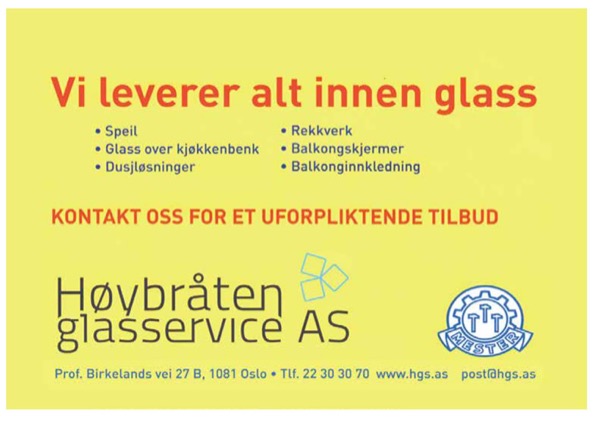 Vi leverer alt innen glass
• Speil
• Glass over kjøkkenbenk
• Dusjløsninger
• Rekkverk
• Balkongskjermer
• Balkonginnkledning
KONTAKT OSS FOR ET UFORPLIKTENDE TILBUD
Høybråten
glasservice AS
TTT
MESTER
Prof. Birkelands vei 27 B, 1081 Oslo • Tlf. 22 30 30 70 www.hgs.as post@hgs.as